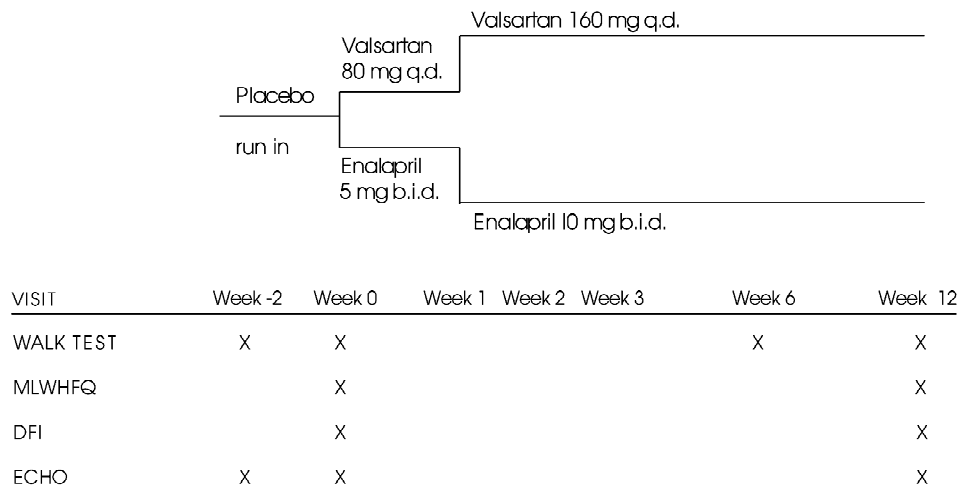 Valsartan 160 mg q.d.
Valsartan
80 mg q.d.
Placebo
run in
Enalapril
5 mg b.i.d.
Enalapril 10 mg b.i.d.
VISIT Week -2 Week 0 Week 1 Week 2 Week 3 Week 6 Week 12
WALK TEST X X X X
MLWHFQ X X
DFI X X
ECHO X X X